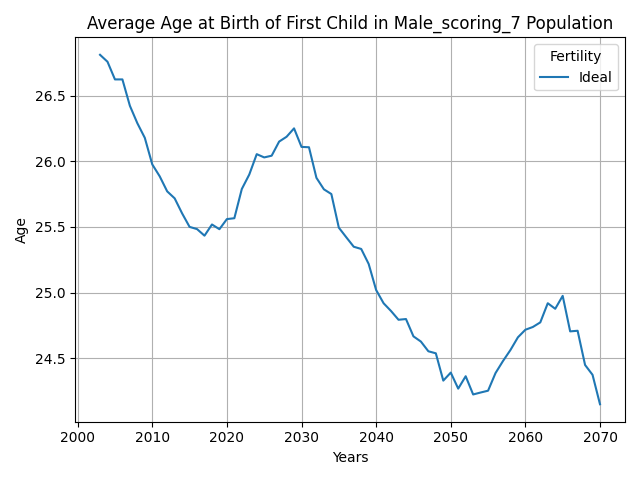 Average Age at Birth of First Child in Male_scoring_7 Population
Fertility
Ideal
26.5
26.0
25.5
25.0
24.5
Age
2000 2010 2020 2030 2040 2050 2060 2070
Years